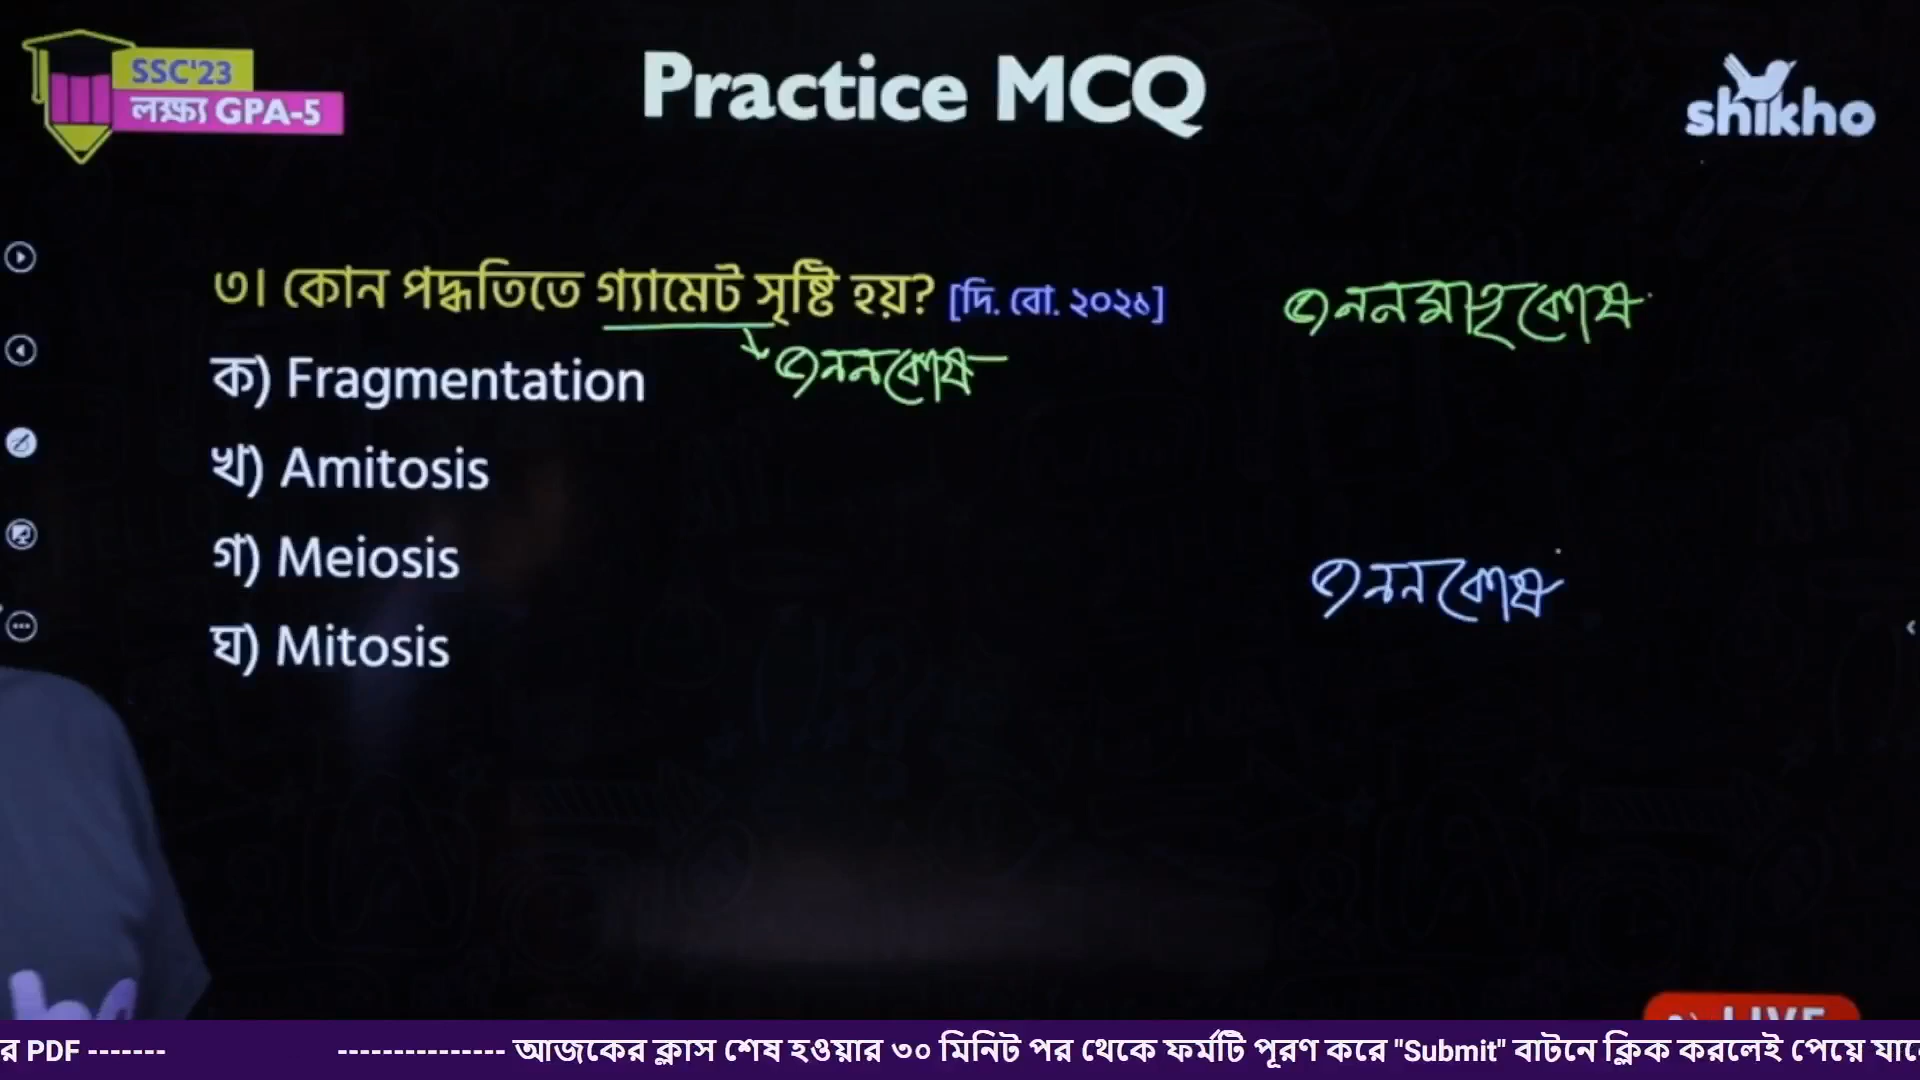 SSC'23
লক্ষ্য GPA-5
Practice MCQ
shikho
৩। কোন পদ্ধতিতে গ্যামেট সৃষ্টি হয়? [দি. বো. ২০২১]
জননমাতৃকোষ
জননকোষ
ক) Fragmentation
খ) Amitosis
গ) Meiosis
জননকোষ
ঘ) Mitosis
LIVE
র PDF ------- --------------- আজকের ক্লাস শেষ হওয়ার ৩০ মিনিট পর থেকে ফর্মটি পূরণ করে "Submit" বাটনে ক্লিক করলেই পেয়ে